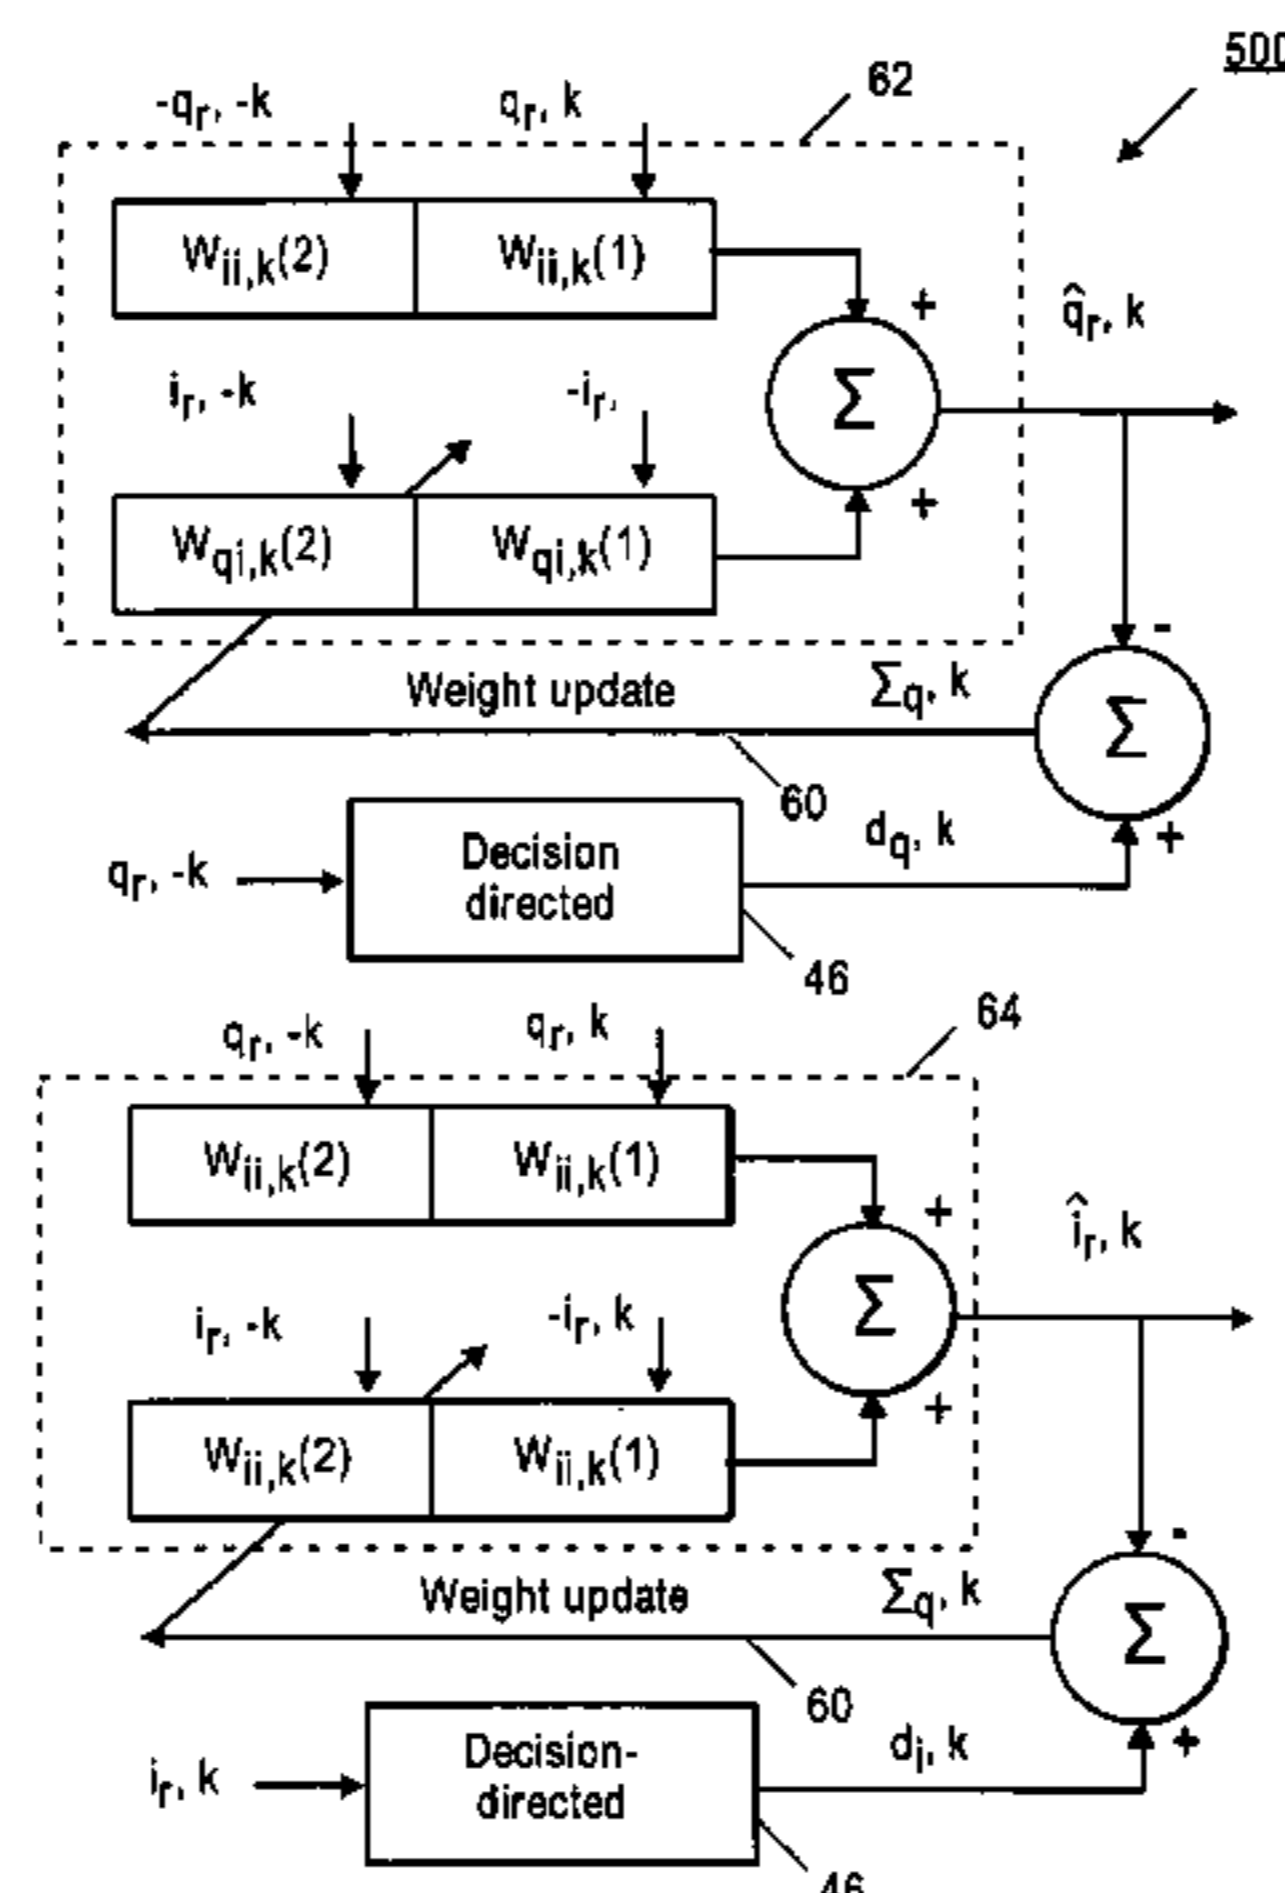 500
62
-qr, -k qr, k
Wii,k(2) Wii,k(1)
+
q̂r, k
ir, -k -ir,
Σ
Wqi,k(2) Wqi,k(1)
+
-
Weight update Σq, k
Σ
60
dq, k
+
qr, -k
Decision
directed
46
64
qr, -k qr, k
Wii,k(2) Wii,k(1)
+
îr, k
ir, -k -ir, k
Σ
Wii,k(2) Wii,k(1)
+
-
Weight update Σq, k
Σ
60
di, k
+
ir, k
Decision-
directed
46